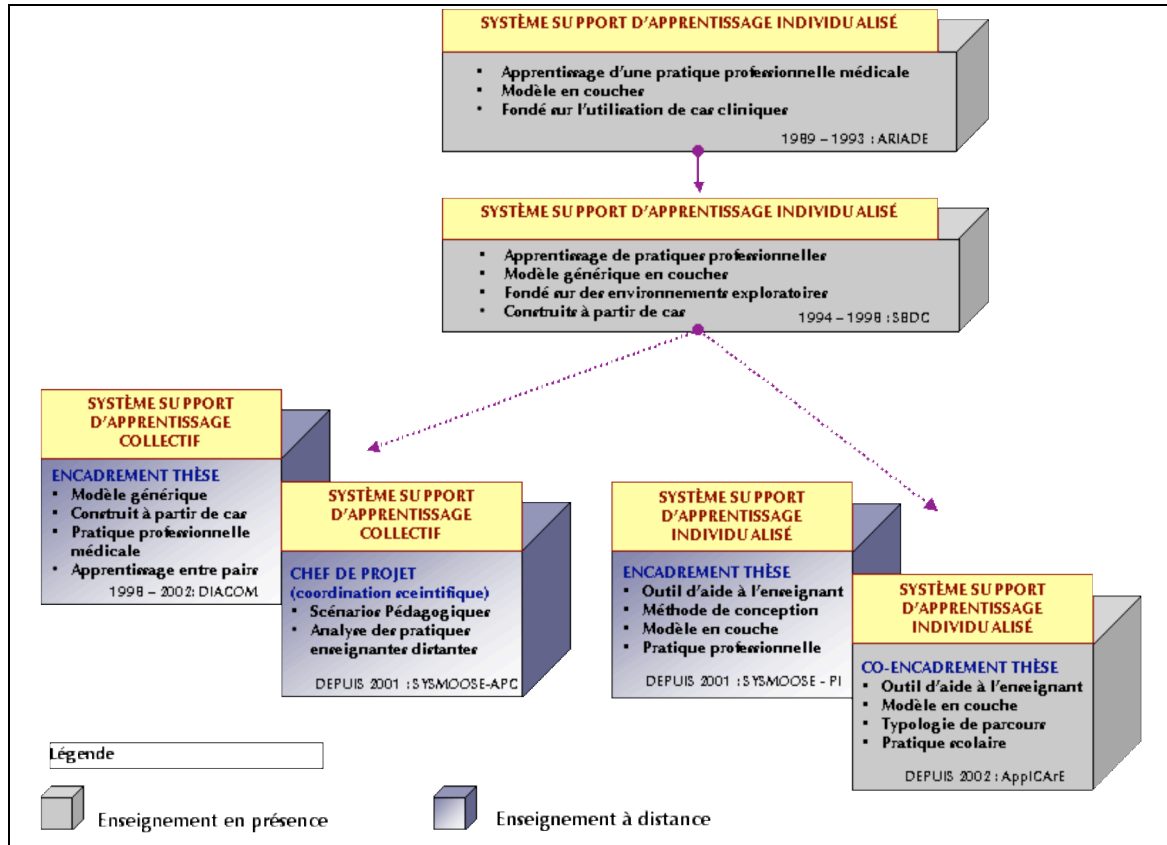 SYSTÈME SUPPORT D'APPRENTISSAGE INDIVIDUALISÉ
▪ Apprentissage d'une pratique professionnelle médicale
▪ Modèle en couches
▪ Fondé sur l'utilisation de cas cliniques
1989 – 1993 : ARIADE
SYSTÈME SUPPORT D'APPRENTISSAGE INDIVIDUALISÉ
▪ Apprentissage de pratiques professionnelles
▪ Modèle générique en couches
▪ Fondé sur des environnements exploratoires
▪ Construits à partir de cas
1994 – 1998 : SBDC
SYSTÈME SUPPORT
D'APPRENTISSAGE
COLLECTIF
ENCADREMENT THÈSE
▪ Modèle générique
▪ Construit à partir de cas
▪ Pratique professionnelle
médicale
▪ Apprentissage entre pairs
1998 – 2002: DIACOM
SYSTÈME SUPPORT
D'APPRENTISSAGE
COLLECTIF
CHEF DE PROJET
(coordination sceintifique)
▪ Scénarios Pédagogiques
▪ Analyse des pratiques
enseignantes distantes
DEPUIS 2001 : SYSMOOSE-APC
SYSTÈME SUPPORT
D'APPRENTISSAGE
INDIVIDUALISÉ
ENCADREMENT THÈSE
▪ Outil d'aide à l'enseignant
▪ Méthode de conception
▪ Modèle en couche
▪ Pratique professionnelle
DEPUIS 2001 : SYSMOOSE - PI
SYSTÈME SUPPORT
D'APPRENTISSAGE
INDIVIDUALISÉ
CO-ENCADREMENT THÈSE
▪ Outil d'aide à l'enseignant
▪ Modèle en couche
▪ Typologie de parcours
▪ Pratique scolaire
DEPUIS 2002 : ApplCArE
Légende
Enseignement en présence
Enseignement à distance